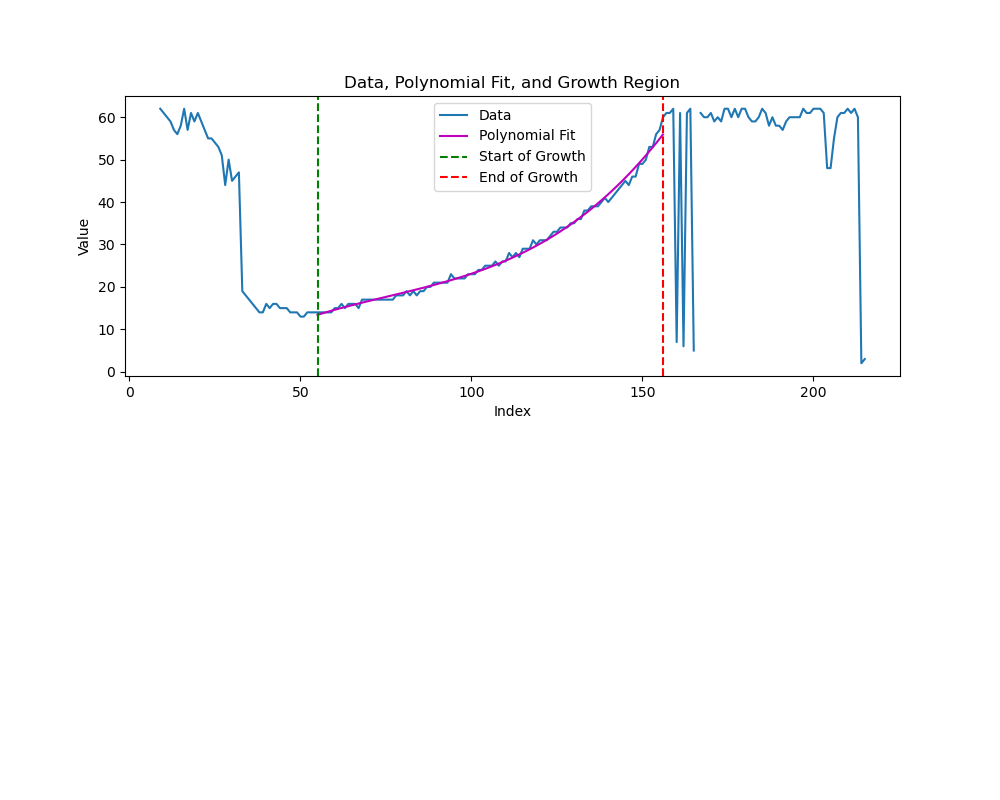 Data, Polynomial Fit, and Growth Region
Data
Polynomial Fit
Start of Growth
End of Growth
Value
60
50
40
30
20
10
0
0 50 100 150 200
Index